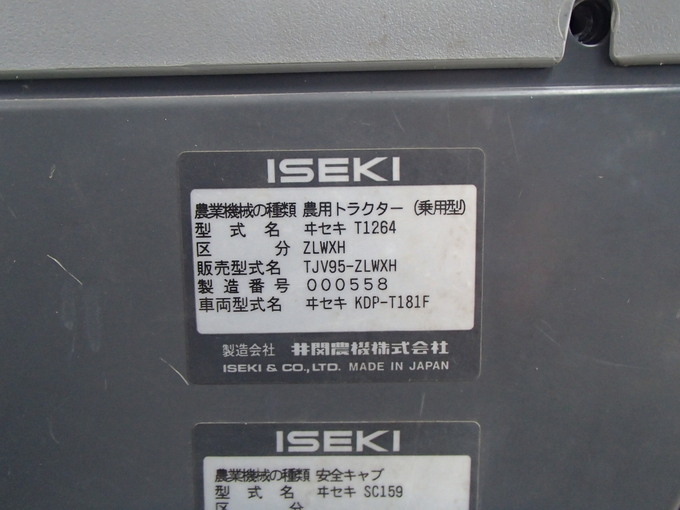 ISEKI
農業機械の種類 農用トラクター (乗用型)
型式名 ヰセキ T1264
区分 ZLWXH
販売型式名 TJV95-ZLWXH
製造番号 000558
車両型式名 ヰセキ KDP-T181F
製造会社 井関農機株式会社
ISEKI & CO., LTD. MADE IN JAPAN
ISEKI
農業機械の種類 安全キャブ
型式名 ヰセキ SC159
区分